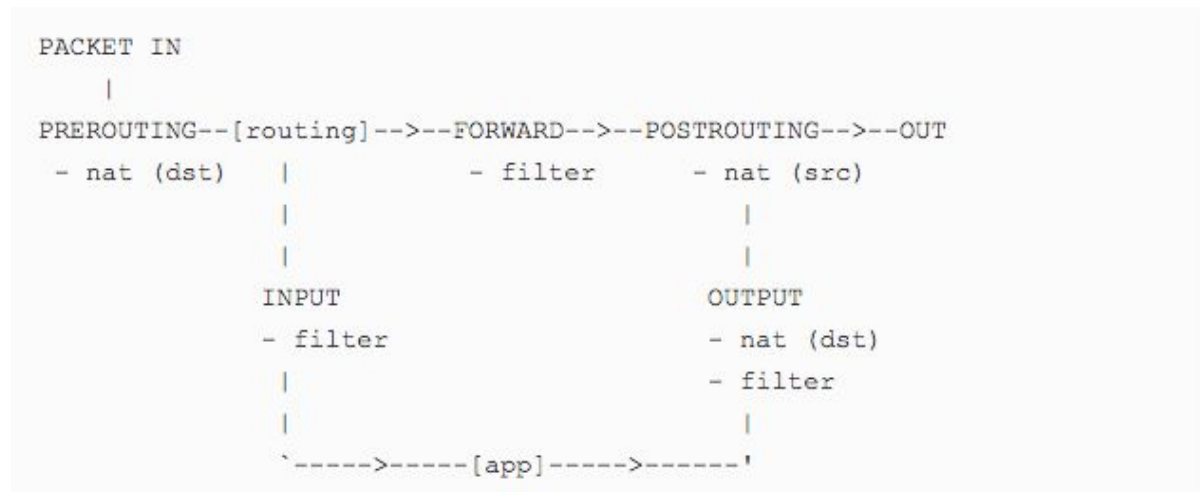 PACKET IN
    |
PREROUTING--[routing]-->--FORWARD-->--POSTROUTING-->--OUT
 - nat (dst)   |           - filter      - nat (src)
               |                            |
               |                            |
              INPUT                       OUTPUT
              - filter                    - nat (dst)
               |                          - filter
               |                            |
               `----->-----[app]----->------'